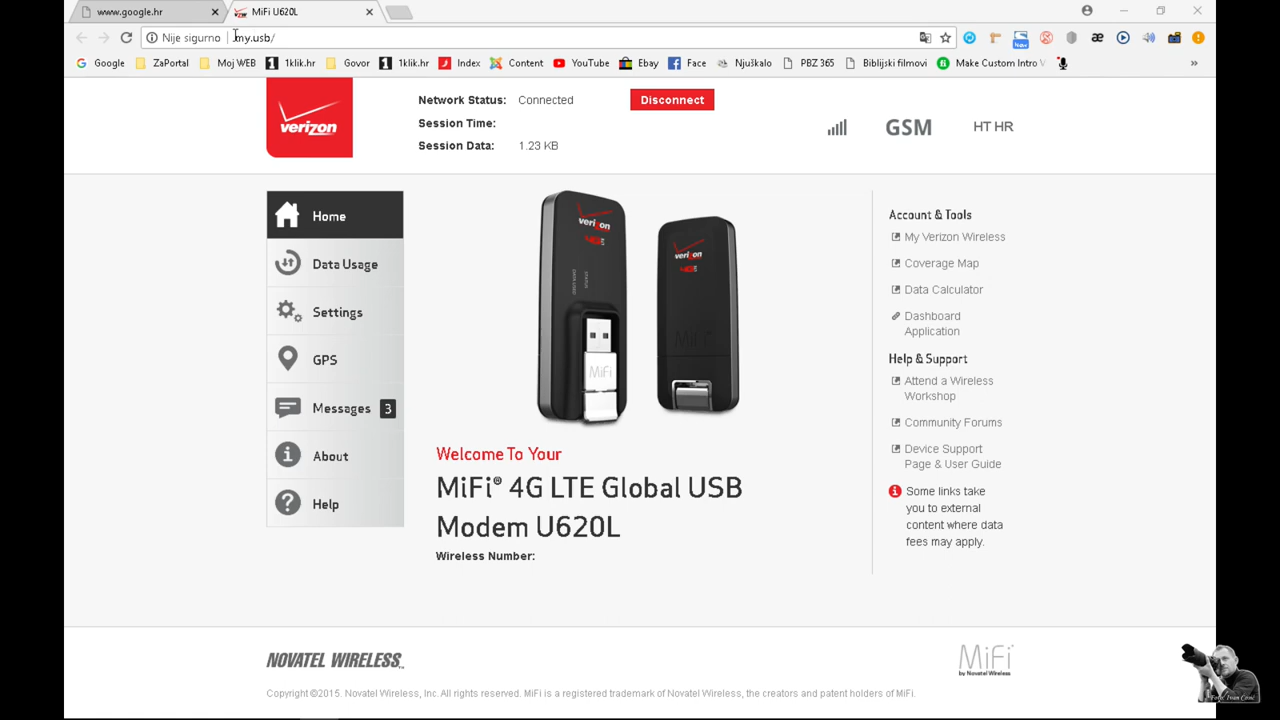 www.google.hr
MiFi U620L
Nije sigurno
my.usb/
Google
ZaPortal
Moj WEB
1klik.hr
Govor
1klik.hr
Index
Content
YouTube
Ebay
Face
Njuškalo
PBZ 365
Biblijski filmovi
Make Custom Intro V
verizon
Network Status: Connected
Disconnect
Session Time:
Session Data: 1.23 KB
GSM
HT HR
Home
Data Usage
Settings
GPS
Messages 3
About
Help
verizon
verizon
MiFi
MiFi
Welcome To Your
MiFi® 4G LTE Global USB
Modem U620L
Wireless Number:
Account & Tools
My Verizon Wireless
Coverage Map
Data Calculator
Dashboard
Application
Help & Support
Attend a Wireless
Workshop
Community Forums
Device Support
Page & User Guide
Some links take
you to external
content where data
fees may apply.
NOVATEL WIRELESS
MiFi
by Novatel Wireless
Copyright©2015. Novatel Wireless, Inc. All rights reserved. MiFi is a registered trademark of Novatel Wireless, the creators and patent holders of MiFi.